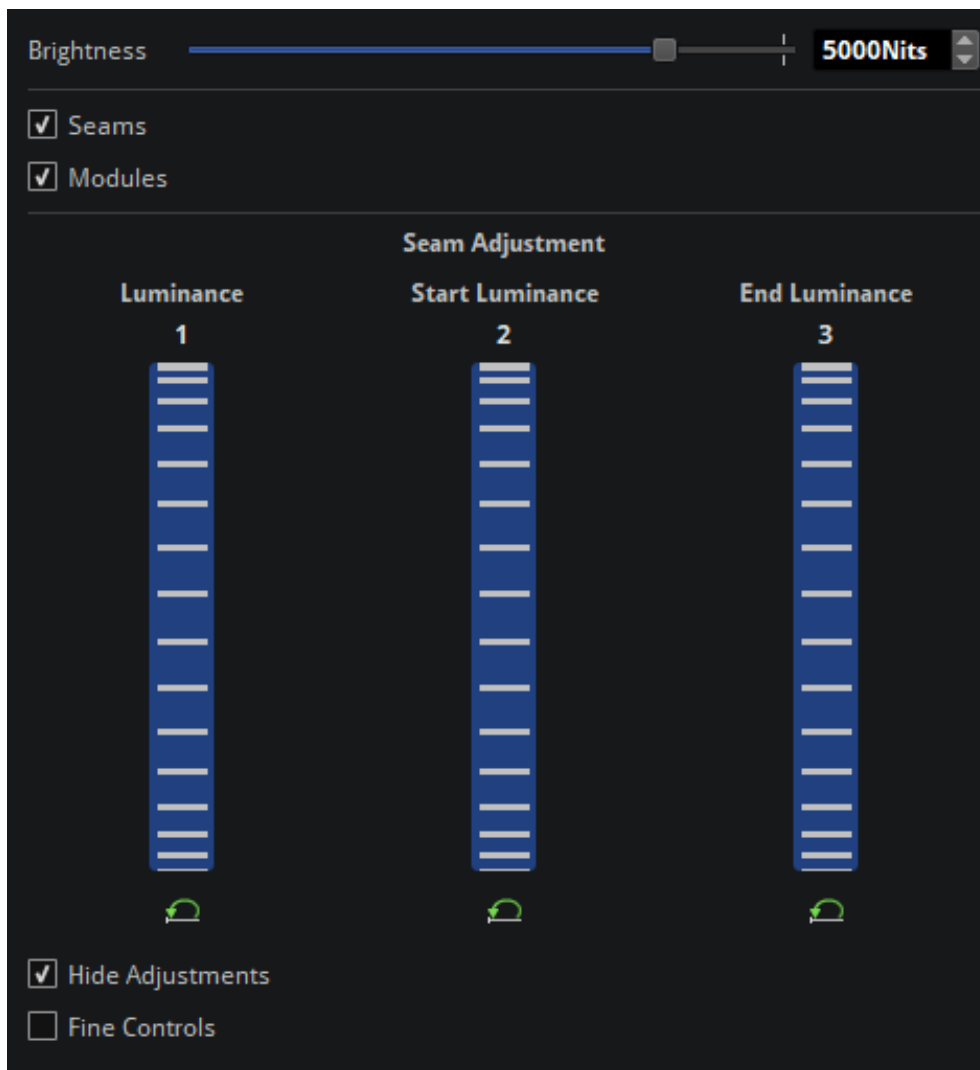 Brightness 5000Nits
Seams
Modules
Seam Adjustment
Luminance Start Luminance End Luminance
1 2 3
Hide Adjustments
Fine Controls